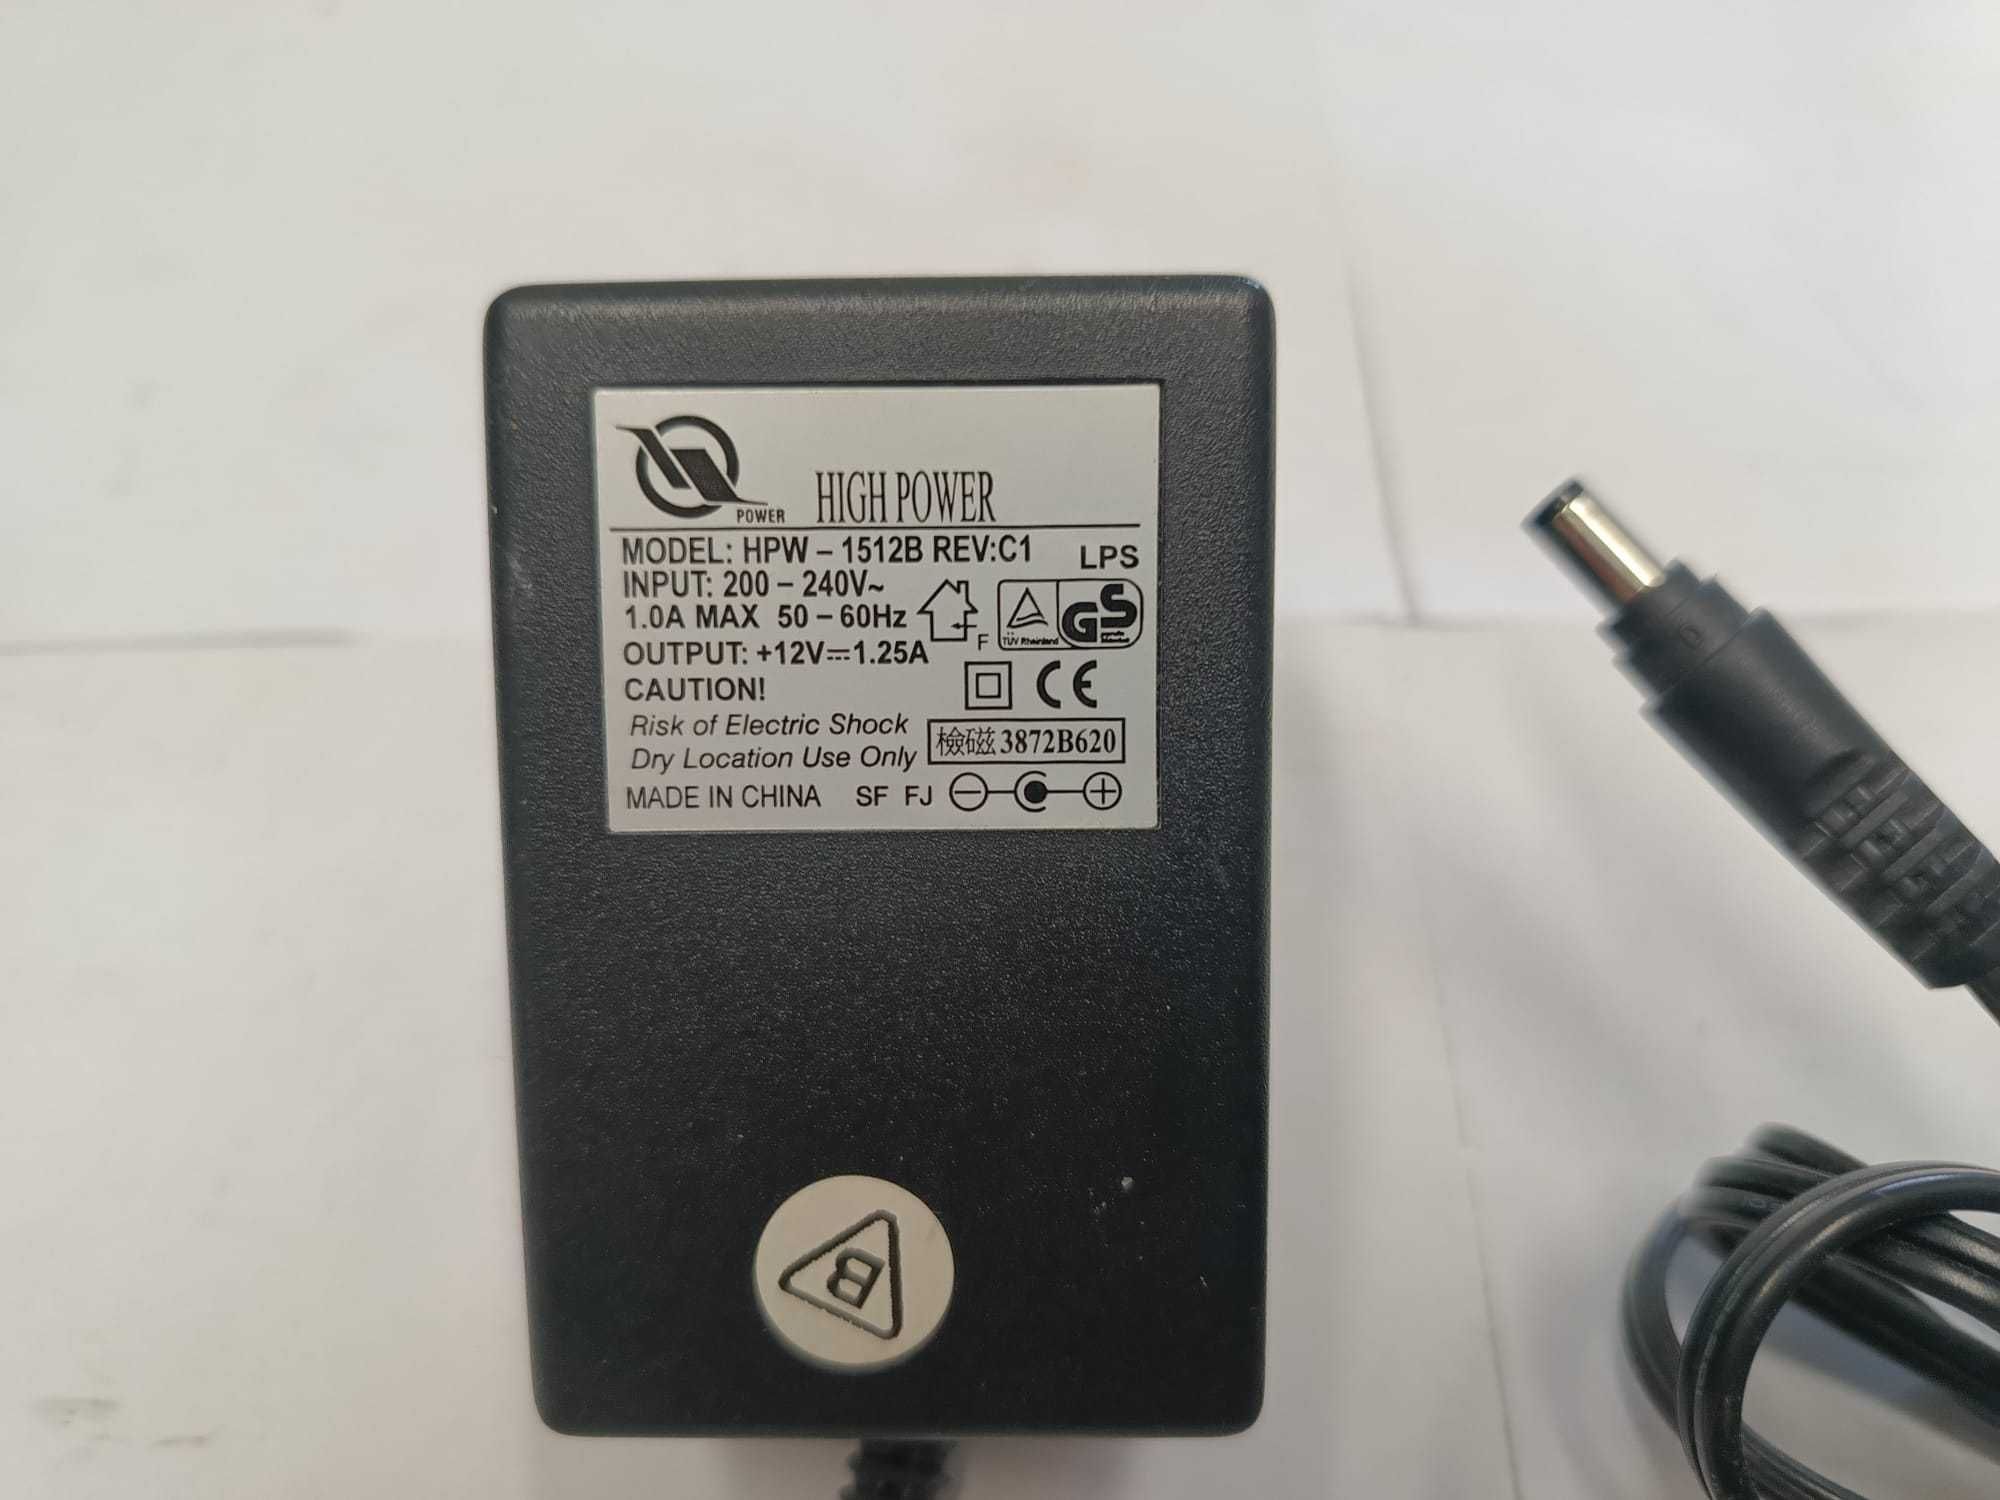 POWER HIGH POWER
MODEL: HPW – 1512B REV:C1 LPS
INPUT: 200 – 240V~
1.0A MAX 50 – 60Hz F TÜV Rheinland GS
OUTPUT: +12V⎓1.25A
CAUTION! CE
Risk of Electric Shock
Dry Location Use Only 檢磁 3872B620
MADE IN CHINA SF FJ
B